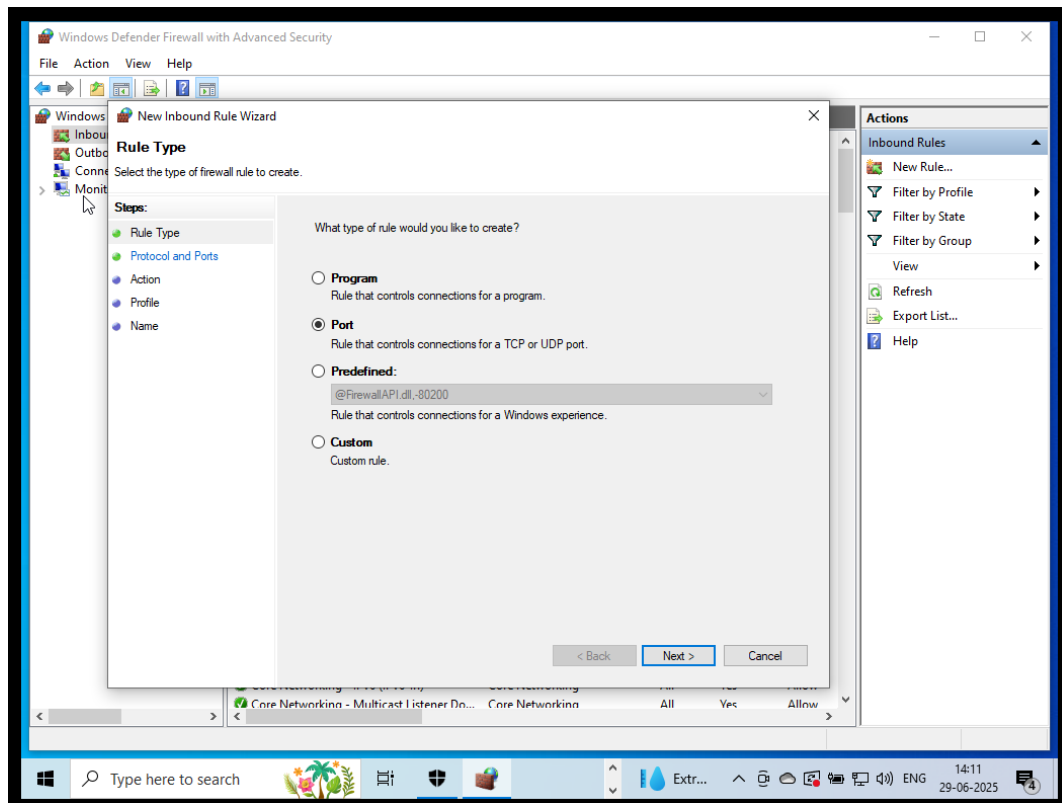 Windows Defender Firewall with Advanced Security
File Action View Help
Windows
Inbou
Outbo
Conne
Monit
New Inbound Rule Wizard
Rule Type
Select the type of firewall rule to create.
Steps:
Rule Type
Protocol and Ports
Action
Profile
Name
What type of rule would you like to create?
Program
Rule that controls connections for a program.
Port
Rule that controls connections for a TCP or UDP port.
Predefined:
@FirewallAPI.dll,-80200
Rule that controls connections for a Windows experience.
Custom
Custom rule.
< Back Next > Cancel
Core Networking - Multicast Listener Do... Core Networking All Yes Allow
Actions
Inbound Rules
New Rule...
Filter by Profile
Filter by State
Filter by Group
View
Refresh
Export List...
Help
Type here to search
Extr...
ENG
14:11
29-06-2025
4